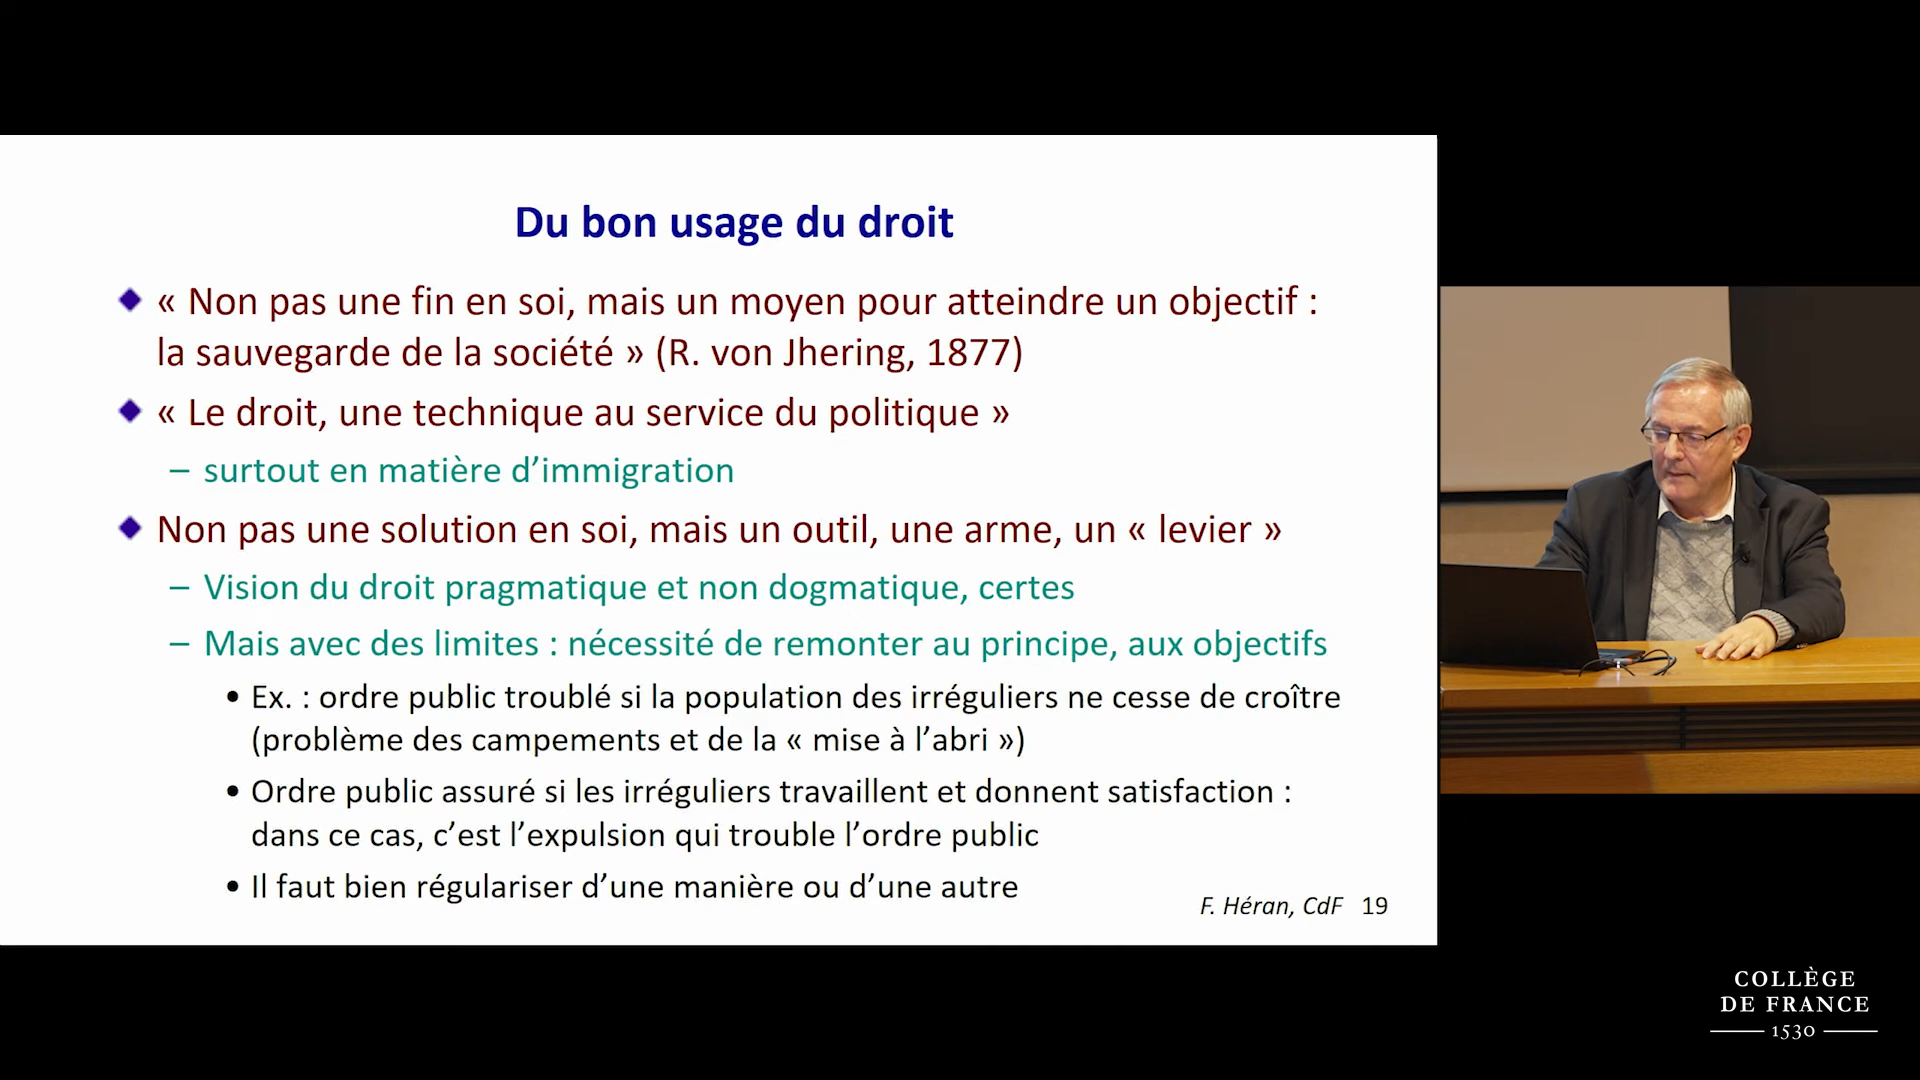 Du bon usage du droit
« Non pas une fin en soi, mais un moyen pour atteindre un objectif :
la sauvegarde de la société » (R. von Jhering, 1877)
« Le droit, une technique au service du politique »
– surtout en matière d’immigration
Non pas une solution en soi, mais un outil, une arme, un « levier »
– Vision du droit pragmatique et non dogmatique, certes
– Mais avec des limites : nécessité de remonter au principe, aux objectifs
• Ex. : ordre public troublé si la population des irréguliers ne cesse de croître
(problème des campements et de la « mise à l’abri »)
• Ordre public assuré si les irréguliers travaillent et donnent satisfaction :
dans ce cas, c’est l’expulsion qui trouble l’ordre public
• Il faut bien régulariser d’une manière ou d’une autre
F. Héran, CdF 19
COLLÈGE
DE FRANCE
1530